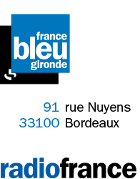 france
bleu
gironde
91 rue Nuyens
33100 Bordeaux
radiofrance